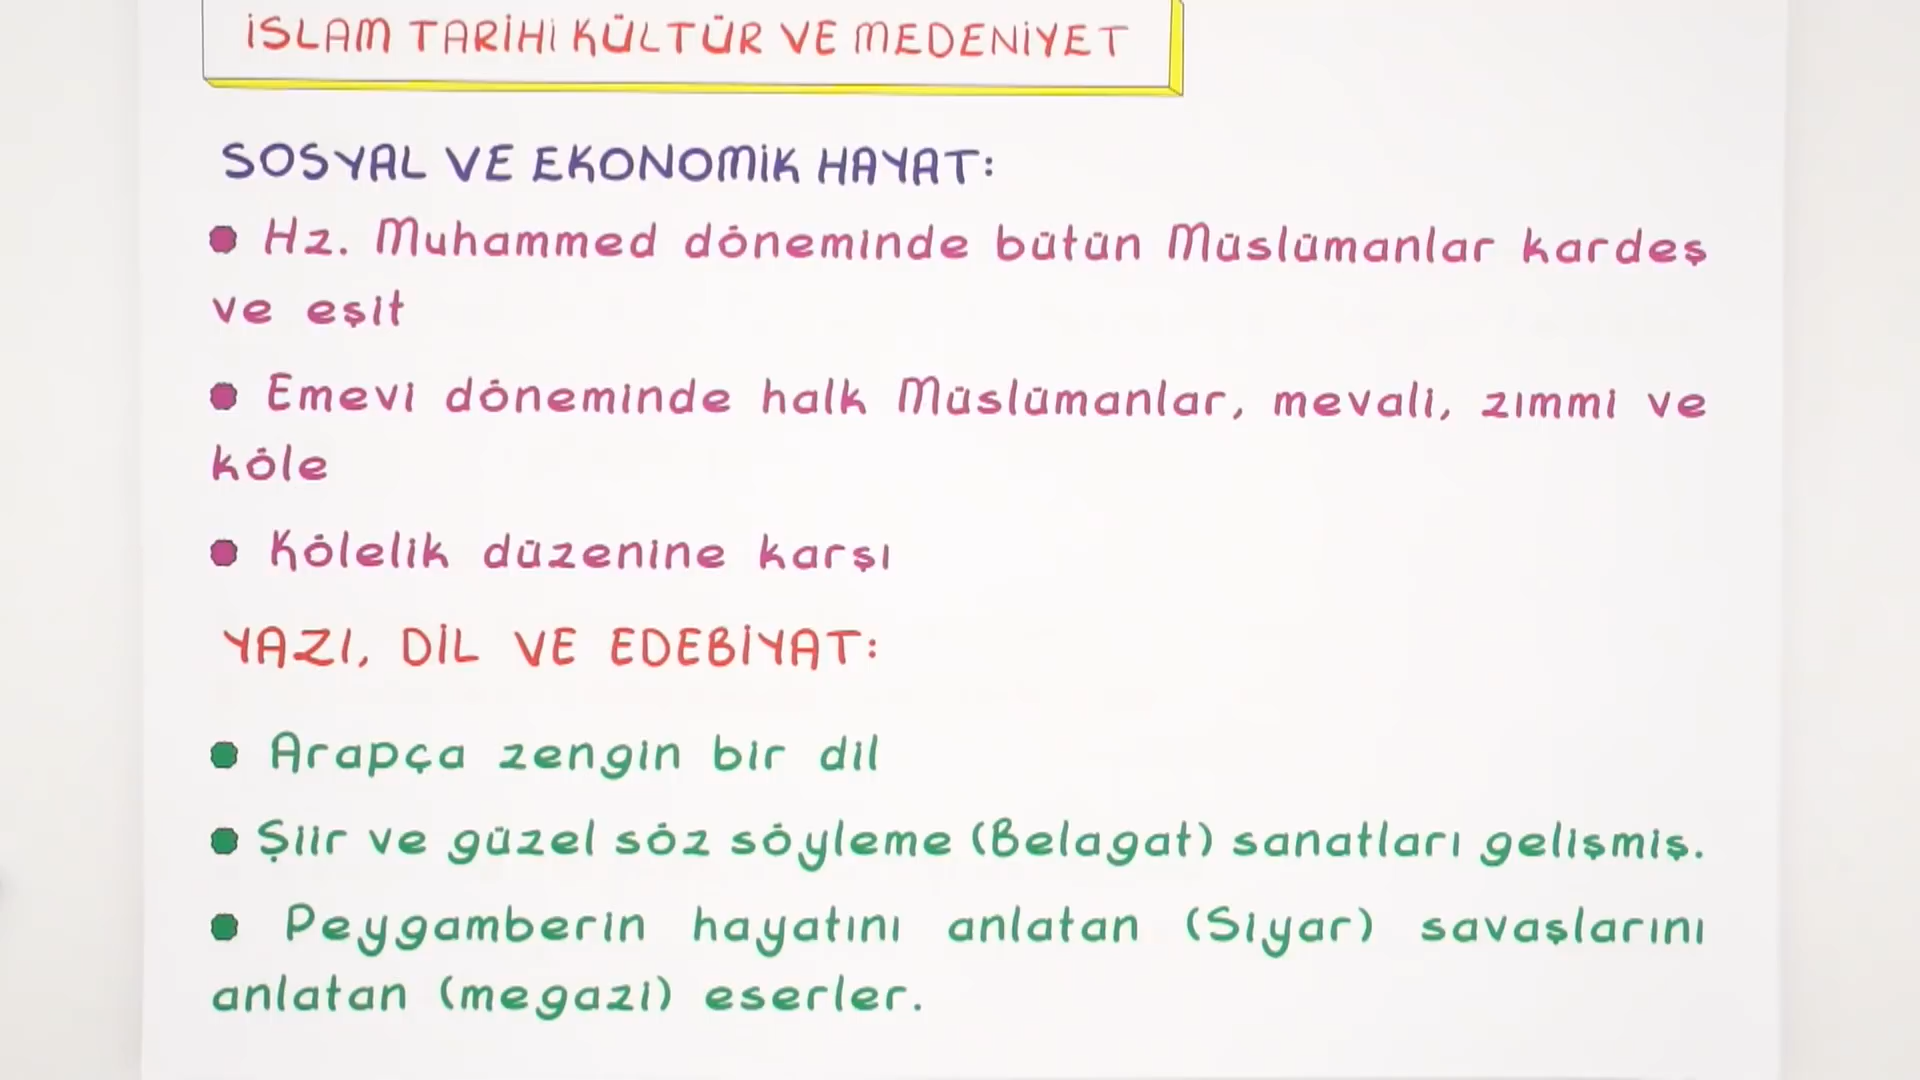 İSLAM TARİHİ KÜLTÜR VE MEDENİYET
SOSYAL VE EKONOMİK HAYAT:
● Hz. Muhammed döneminde bütün Müslümanlar kardeş
ve eşit
● Emevi döneminde halk Müslümanlar, mevali, zımmi ve
köle
● Kölelik düzenine karşı
YAZI, DİL VE EDEBİYAT:
● Arapça zengin bir dil
● Şiir ve güzel söz söyleme (Belagat) sanatları gelişmiş.
● Peygamberin hayatını anlatan (Siyar) savaşlarını
anlatan (megazi) eserler.